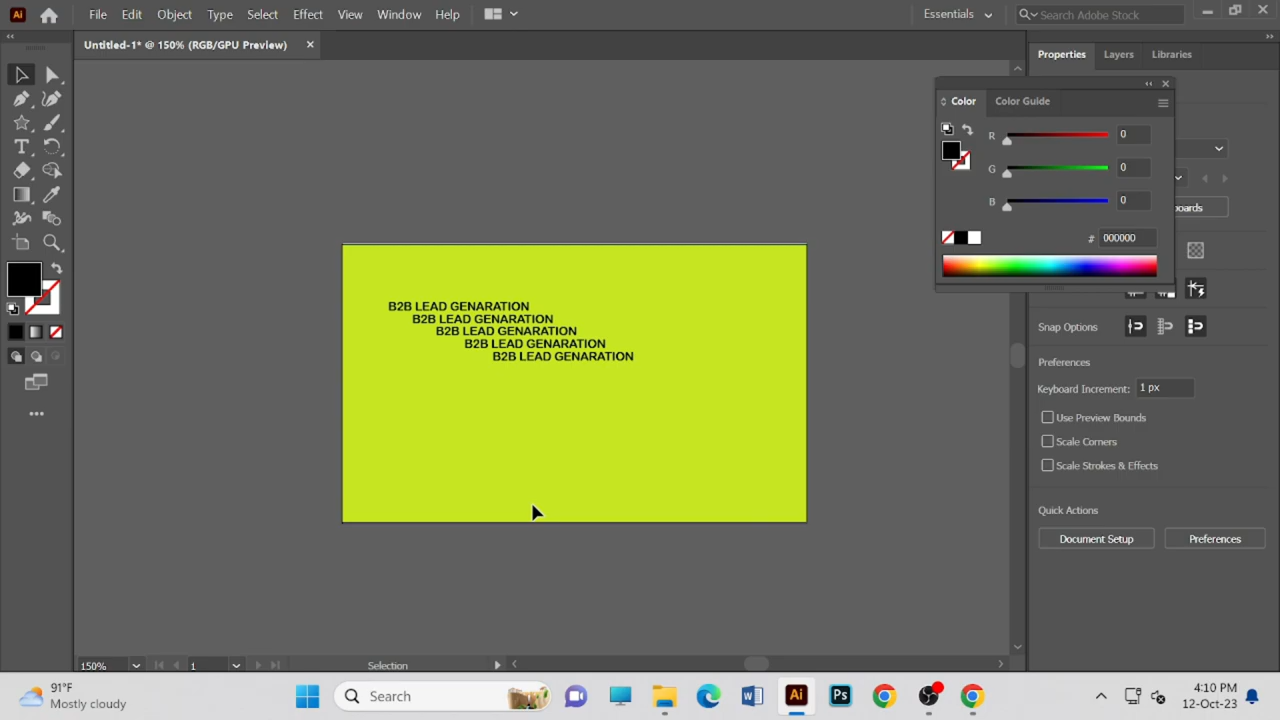 Ai File Edit Object Type Select Effect View Window Help Essentials Search Adobe Stock
Untitled-1* @ 150% (RGB/GPU Preview)
Properties Layers Libraries
Color Color Guide
R 0
G 0
B 0
# 000000
oards
B2B LEAD GENARATION
B2B LEAD GENARATION
B2B LEAD GENARATION
B2B LEAD GENARATION
B2B LEAD GENARATION
Snap Options
Preferences
Keyboard Increment: 1 px
Use Preview Bounds
Scale Corners
Scale Strokes & Effects
Quick Actions
Document Setup Preferences
150% 1 Selection
91°F
Mostly cloudy
Search
W Ai Ps
4:10 PM
12-Oct-23